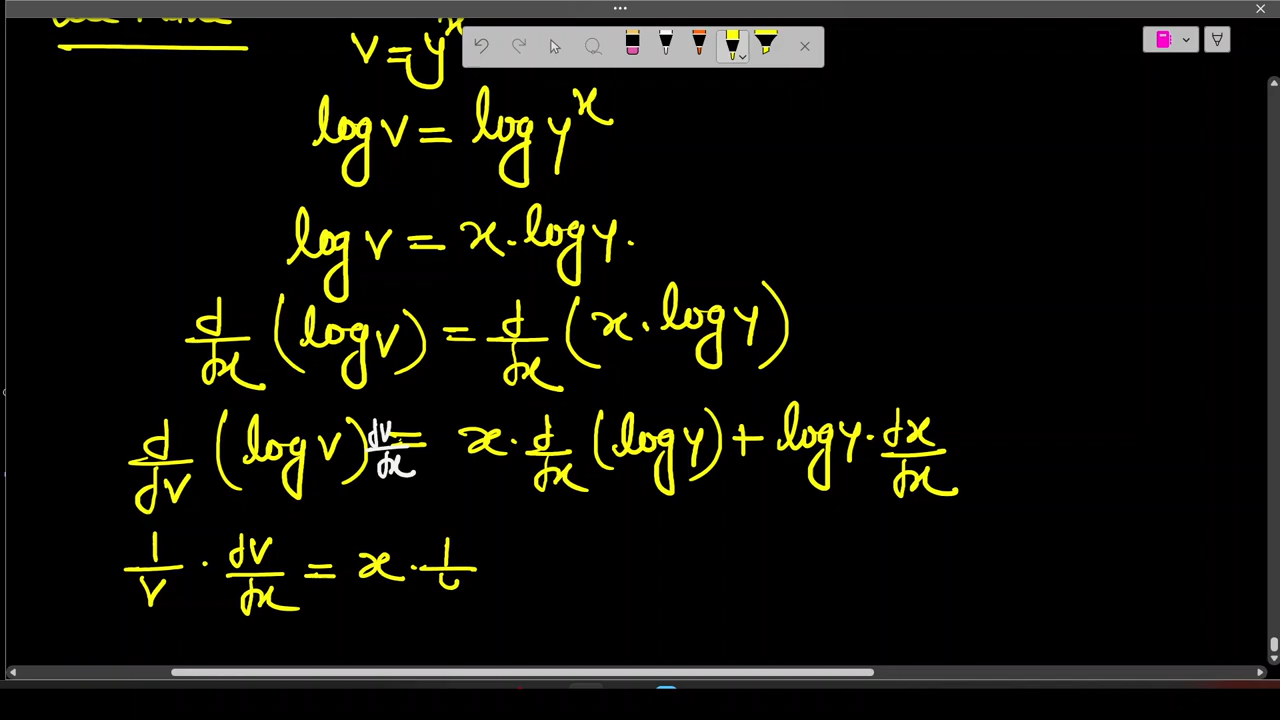 v = y^x
log v = log y^x
log v = x · log y ·
d/dx (log v) = d/dx (x · log y)
d/dv (log v) dv/dx = x · d/dx (log y) + log y · dx/dx
1/v · dv/dx = x · 1/